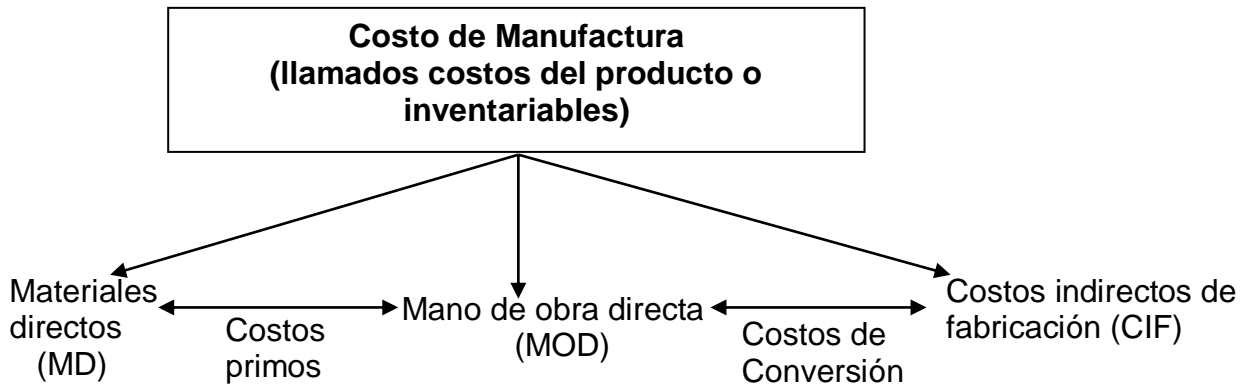 Costo de Manufactura
(llamados costos del producto o
inventariables)
Materiales
directos
(MD)
Costos
primos
Mano de obra directa
(MOD)
Costos de
Conversión
Costos indirectos de
fabricación (CIF)